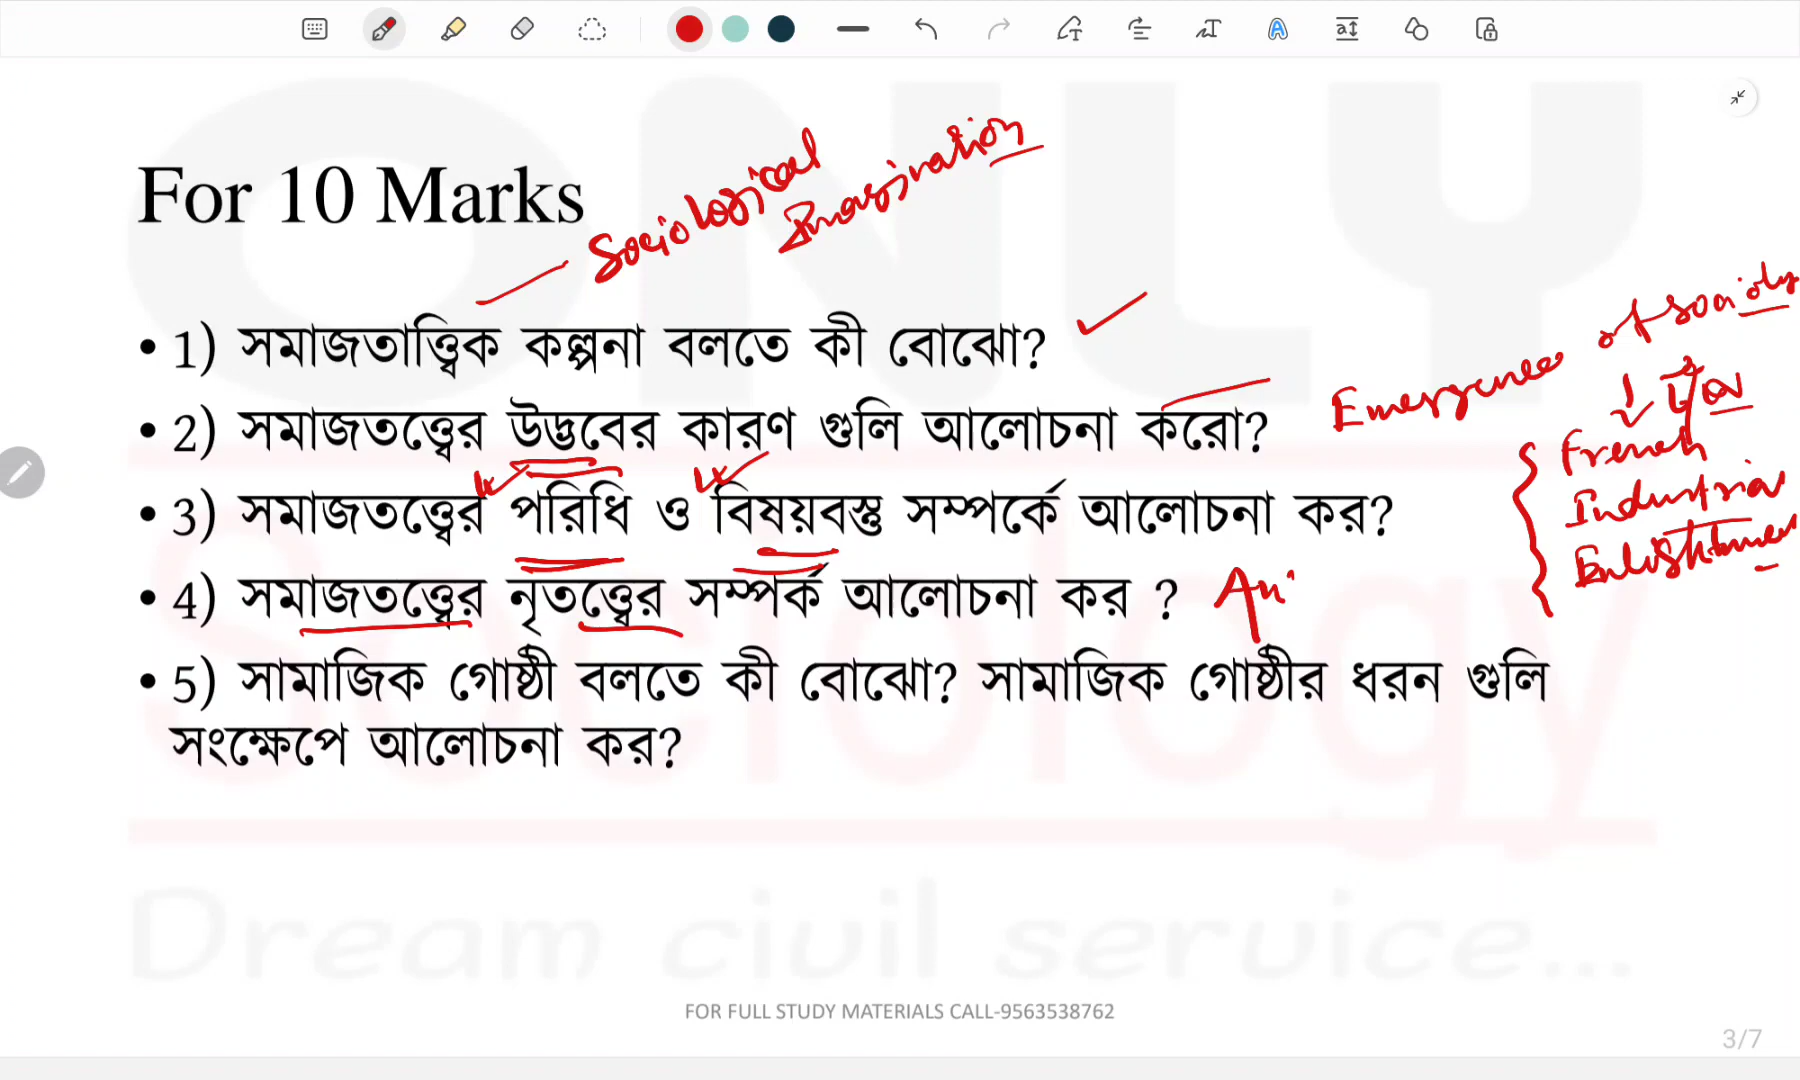 For 10 Marks
Sociological
Imagination
• 1) সমাজতাত্ত্বিক কল্পনা বলতে কী বোঝো?
Emergence of
• 2) সমাজতত্ত্বের উদ্ভবের কারণ গুলি আলোচনা করো?
French
• 3) সমাজতত্ত্বের পরিধি ও বিষয়বস্তু সম্পর্কে আলোচনা কর?
Industrial
• 4) সমাজতত্ত্বের নৃতত্ত্বের সম্পর্ক আলোচনা কর ?
• 5) সামাজিক গোষ্ঠী বলতে কী বোঝো? সামাজিক গোষ্ঠীর ধরন গুলি
সংক্ষেপে আলোচনা কর?
ONLY
Sociology
Dream civil service...
FOR FULL STUDY MATERIALS CALL-9563538762
3/7